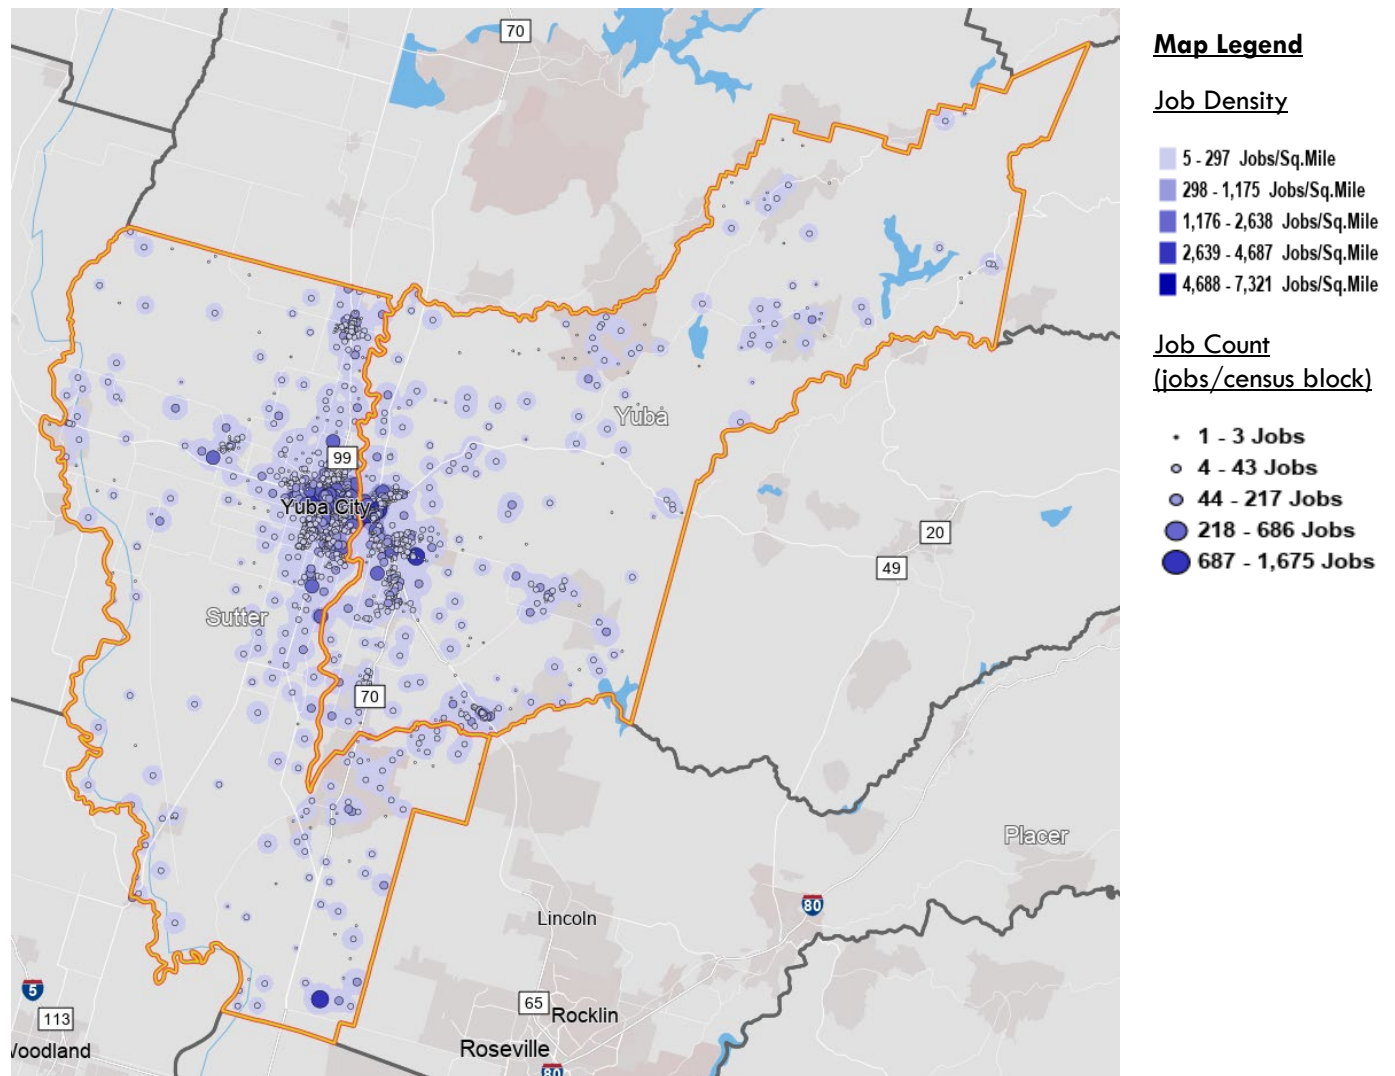 70
99
Yuba City
Yuba
Sutter
20
49
70
Placer
80
Lincoln
5
113
65
Rocklin
Woodland
Roseville
80
Map Legend
Job Density
5 - 297 Jobs/Sq.Mile
298 - 1,175 Jobs/Sq.Mile
1,176 - 2,638 Jobs/Sq.Mile
2,639 - 4,687 Jobs/Sq.Mile
4,688 - 7,321 Jobs/Sq.Mile
Job Count
(jobs/census block)
1 - 3 Jobs
4 - 43 Jobs
44 - 217 Jobs
218 - 686 Jobs
687 - 1,675 Jobs